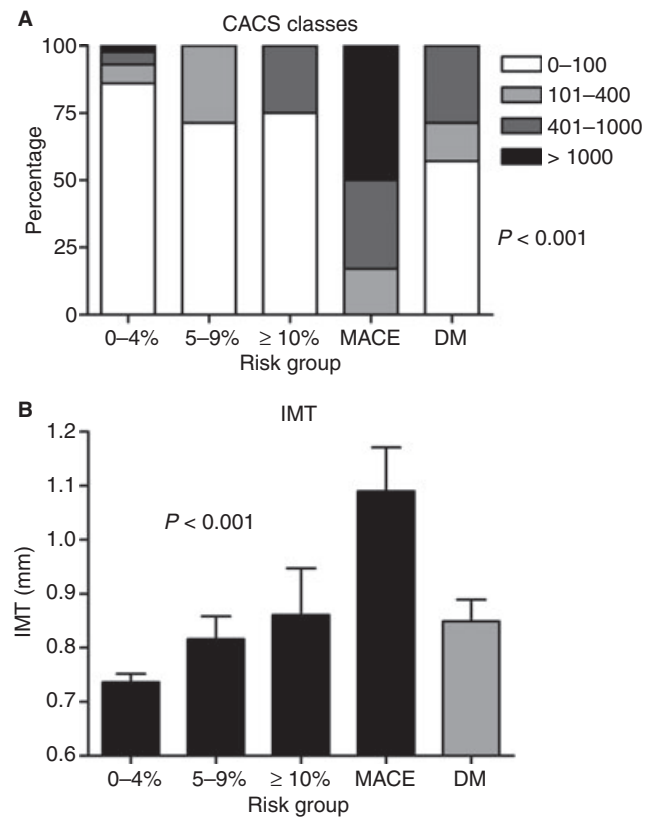 A
CACS classes
100
75
50
25
0
Percentage
0–4% 5–9% ≥ 10% MACE DM
Risk group
0–100
101–400
401–1000
> 1000
P < 0.001
B
IMT
1.2
1.1
1.0
0.9
0.8
0.7
0.6
IMT (mm)
P < 0.001
0–4% 5–9% ≥ 10% MACE DM
Risk group